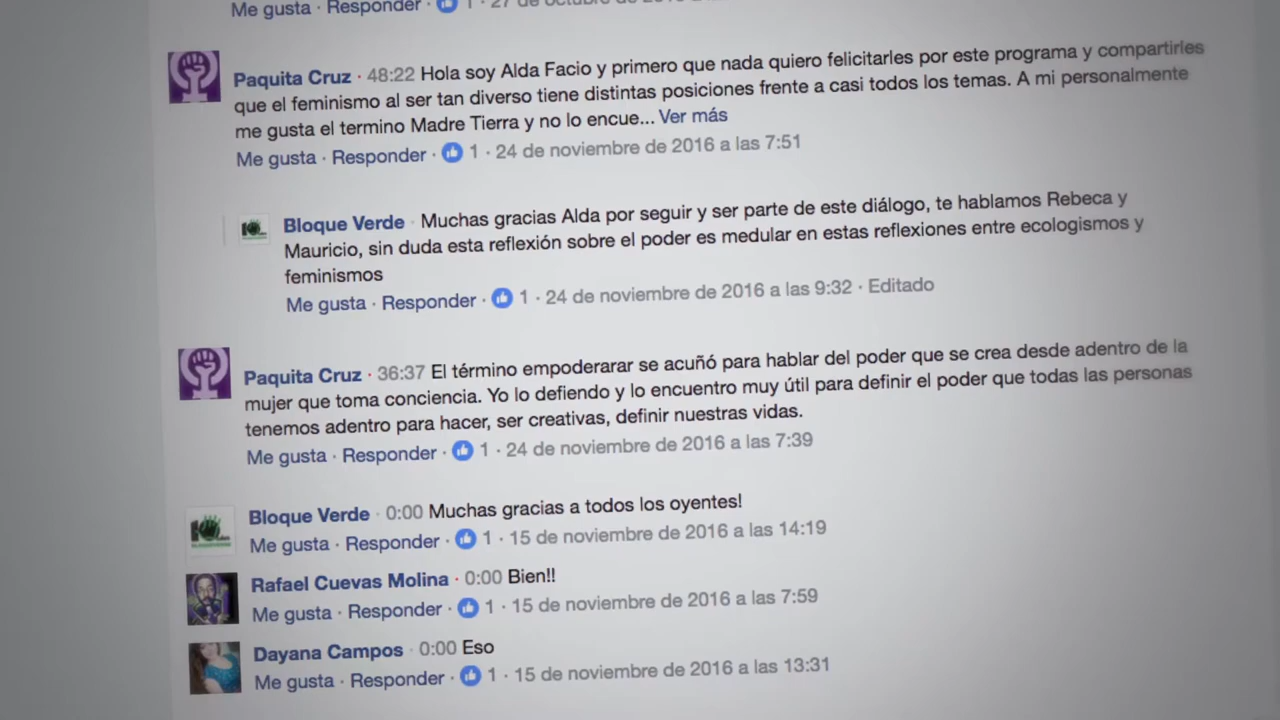 Me gusta · Responder · 1 · 27 de octubre de 2016
Paquita Cruz · 48:22 Hola soy Alda Facio y primero que nada quiero felicitarles por este programa y compartirles
que el feminismo al ser tan diverso tiene distintas posiciones frente a casi todos los temas. A mi personalmente
me gusta el termino Madre Tierra y no lo encue... Ver más
Me gusta · Responder · 1 · 24 de noviembre de 2016 a las 7:51
Bloque Verde · Muchas gracias Alda por seguir y ser parte de este diálogo, te hablamos Rebeca y
Mauricio, sin duda esta reflexión sobre el poder es medular en estas reflexiones entre ecologismos y
feminismos
Me gusta · Responder · 1 · 24 de noviembre de 2016 a las 9:32 · Editado
Paquita Cruz · 36:37 El término empoderarar se acuñó para hablar del poder que se crea desde adentro de la
mujer que toma conciencia. Yo lo defiendo y lo encuentro muy útil para definir el poder que todas las personas
tenemos adentro para hacer, ser creativas, definir nuestras vidas.
Me gusta · Responder · 1 · 24 de noviembre de 2016 a las 7:39
Bloque Verde · 0:00 Muchas gracias a todos los oyentes!
Me gusta · Responder · 1 · 15 de noviembre de 2016 a las 14:19
Rafael Cuevas Molina · 0:00 Bien!!
Me gusta · Responder · 1 · 15 de noviembre de 2016 a las 7:59
Dayana Campos · 0:00 Eso
Me gusta · Responder · 1 · 15 de noviembre de 2016 a las 13:31